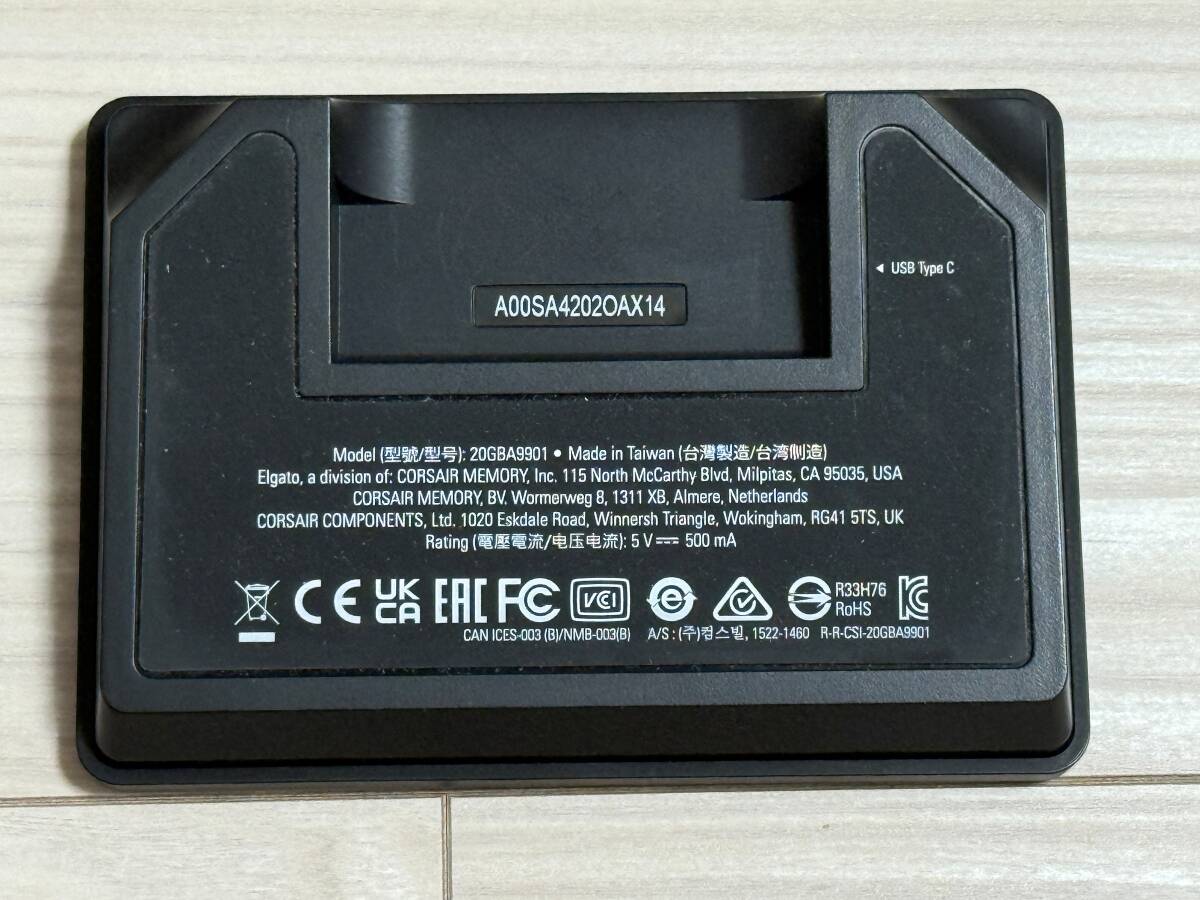 ◄ USB Type C
A00SA4202OAX14
Model (型號/型号): 20GBA9901 • Made in Taiwan (台灣製造/台湾制造)
Elgato, a division of: CORSAIR MEMORY, Inc. 115 North McCarthy Blvd, Milpitas, CA 95035, USA
CORSAIR MEMORY, BV. Wormerweg 8, 1311 XB, Almere, Netherlands
CORSAIR COMPONENTS, Ltd. 1020 Eskdale Road, Winnersh Triangle, Wokingham, RG41 5TS, UK
Rating (電壓電流/电压电流): 5 V ⎓ 500 mA
CE UK CA EAC FC VCI R33H76
RoHS
CAN ICES-003 (B)/NMB-003(B) A/S : (주)컴스빌, 1522-1460 R-R-CSI-20GBA9901